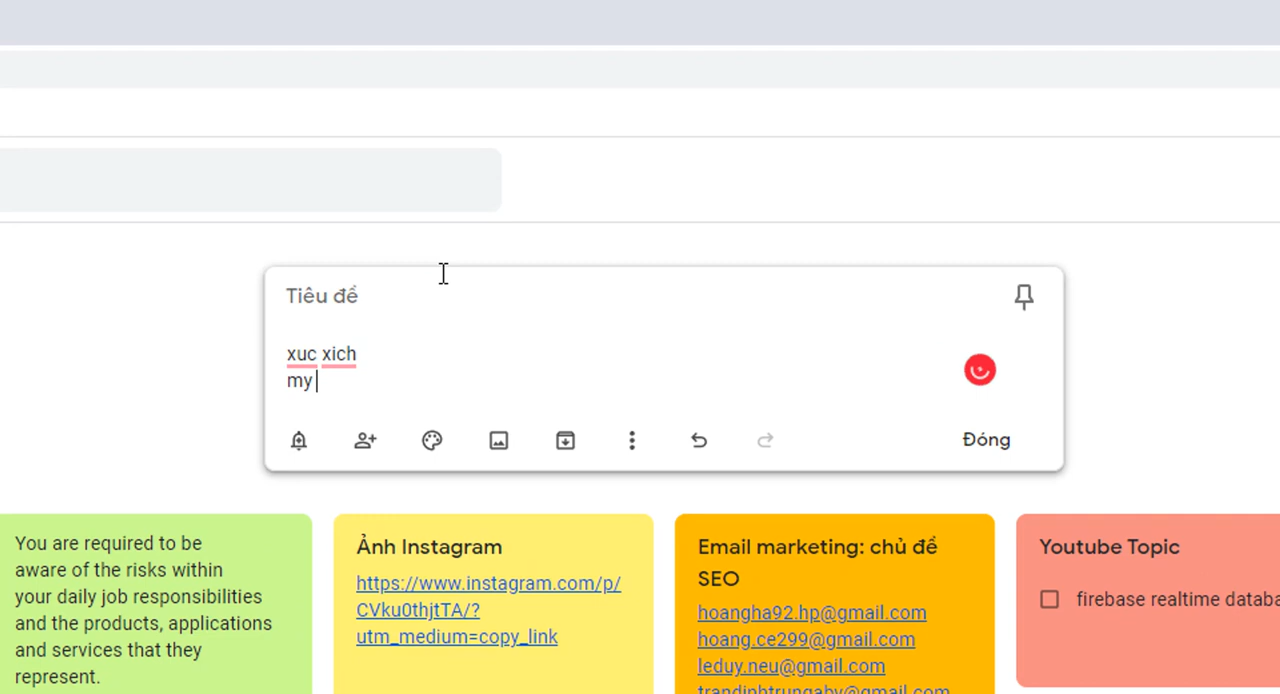 Tiêu đề
xuc xich
my
Đóng
You are required to be
aware of the risks within
your daily job responsibilities
and the products, applications
and services that they
represent.
Ảnh Instagram
https://www.instagram.com/p/
CVku0thjtTA/?
utm_medium=copy_link
Email marketing: chủ đề
SEO
hoangha92.hp@gmail.com
hoang.ce299@gmail.com
leduy.neu@gmail.com
trandinhtrungaby@gmail.com
Youtube Topic
firebase realtime databa